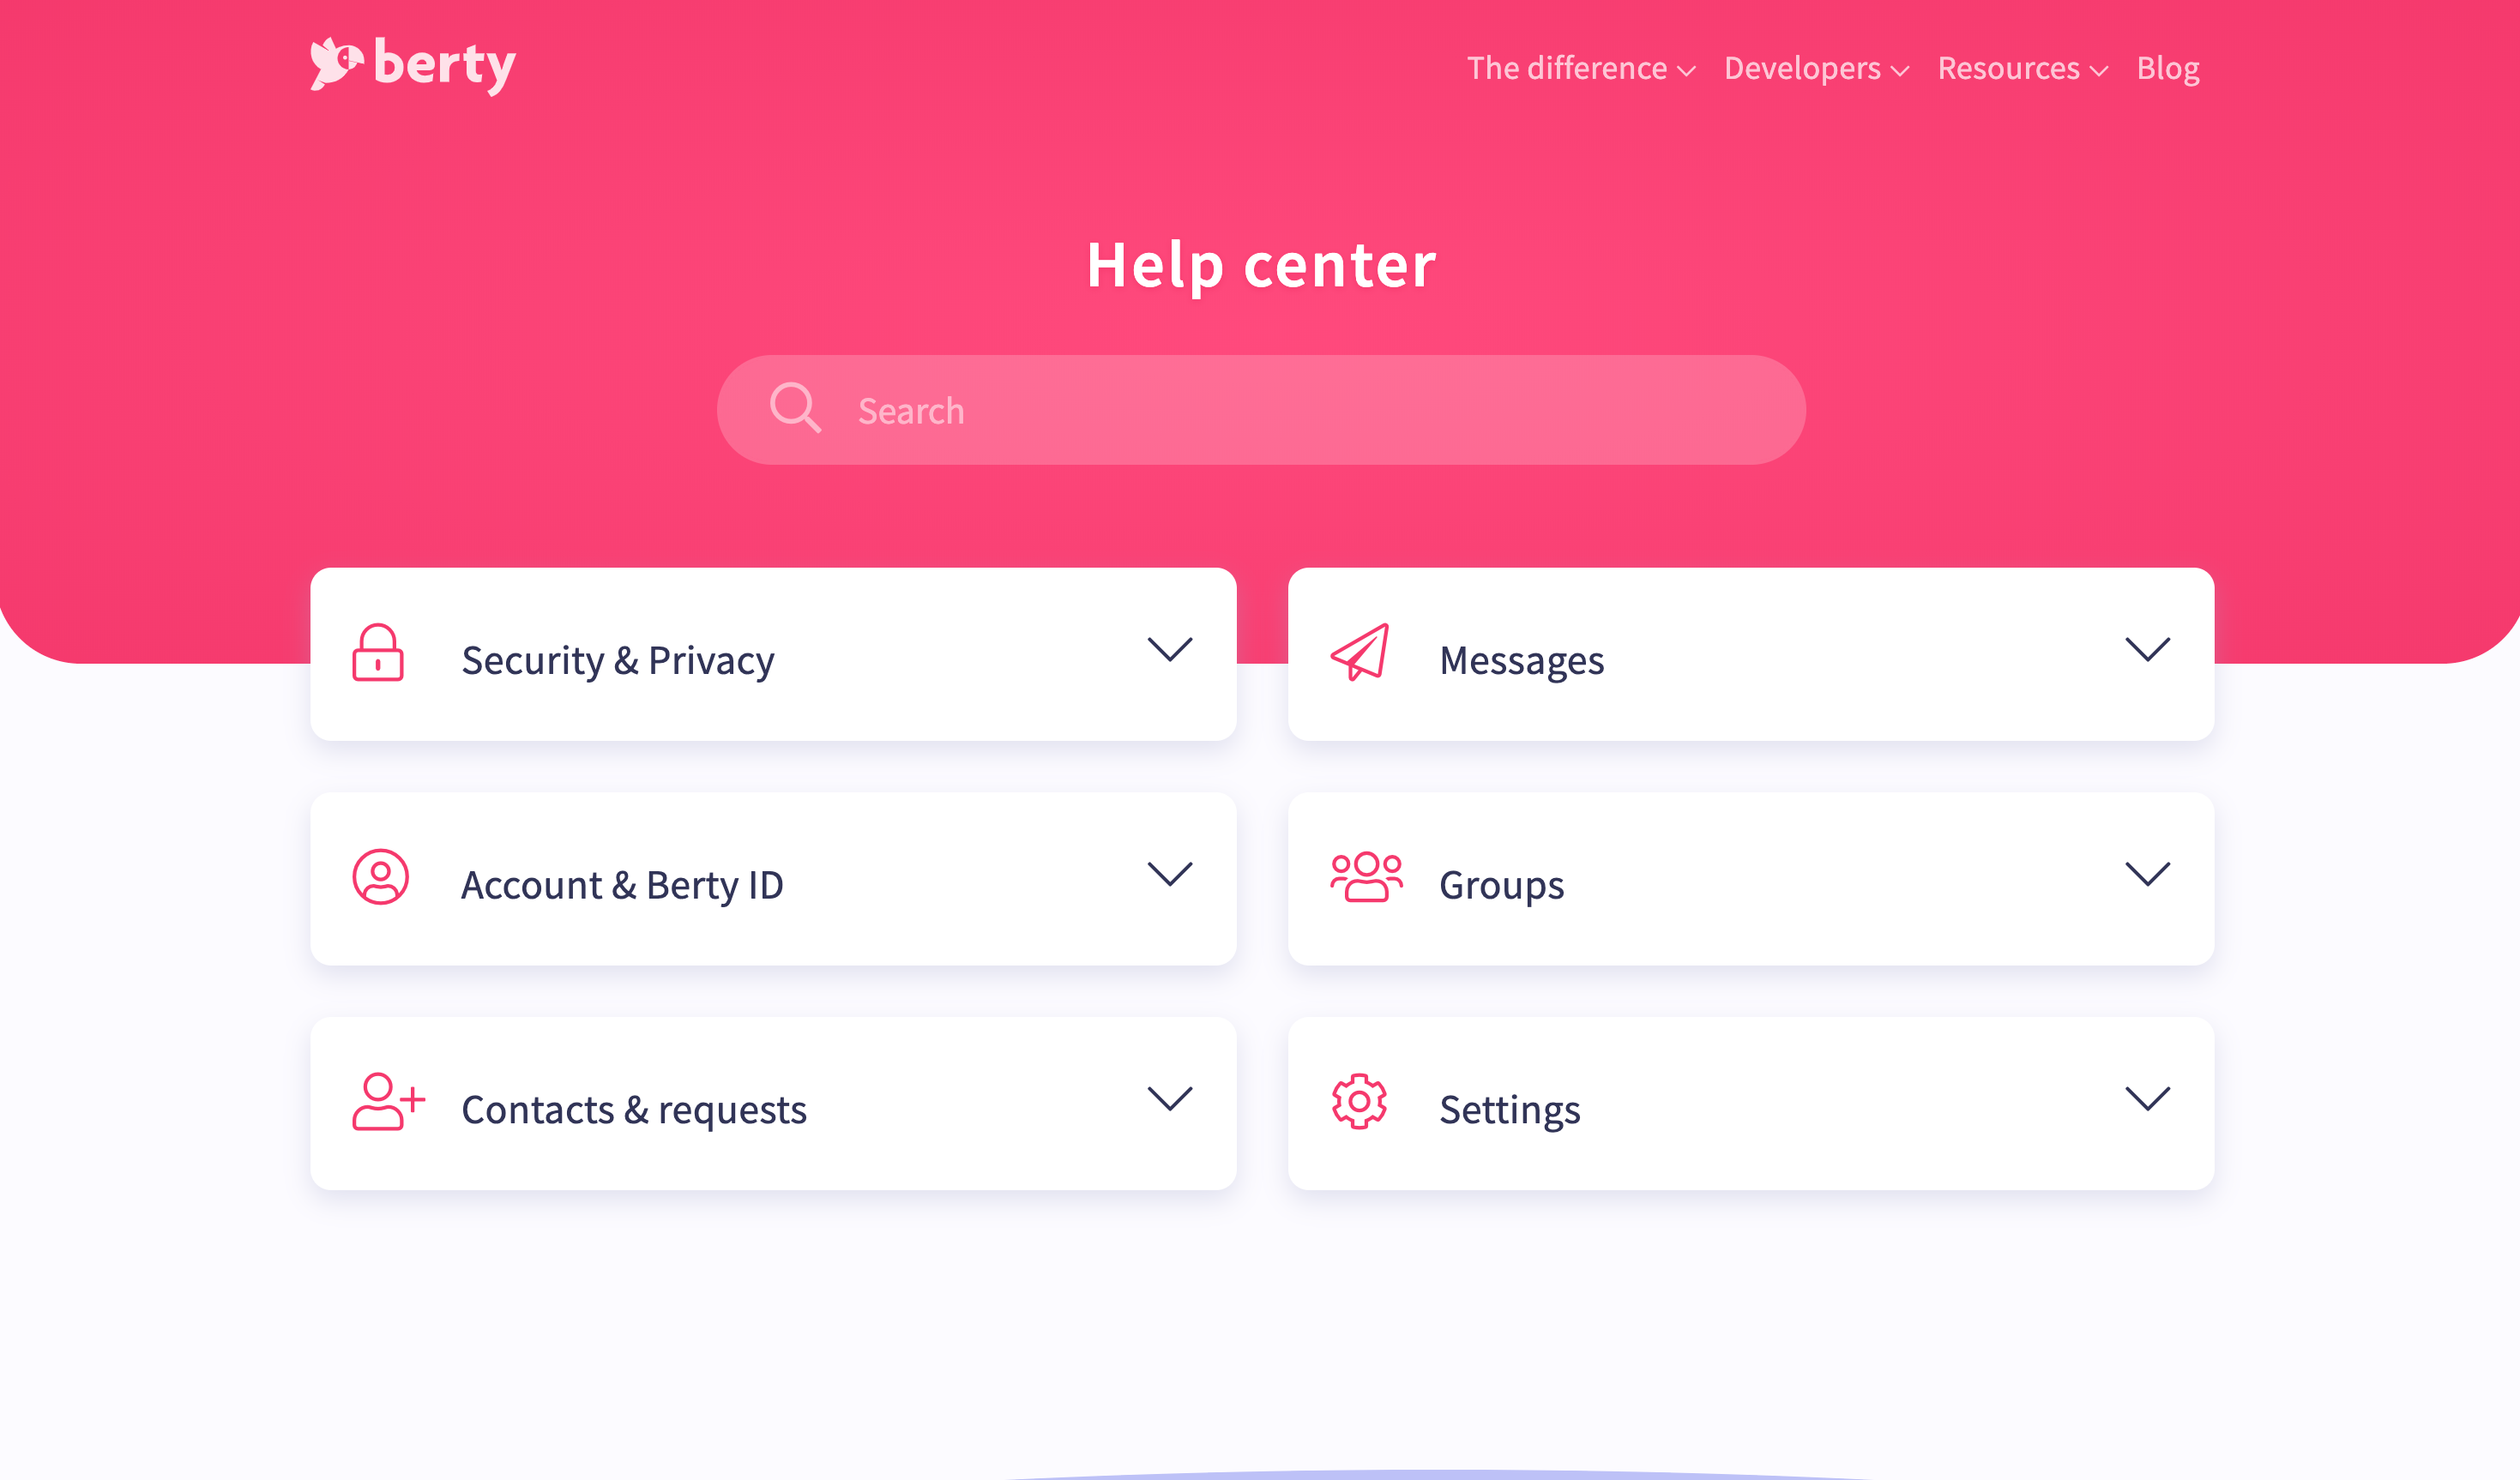 berty
The difference Developers Resources Blog
Help center
Search
Security & Privacy
Messages
Account & Berty ID
Groups
Contacts & requests
Settings